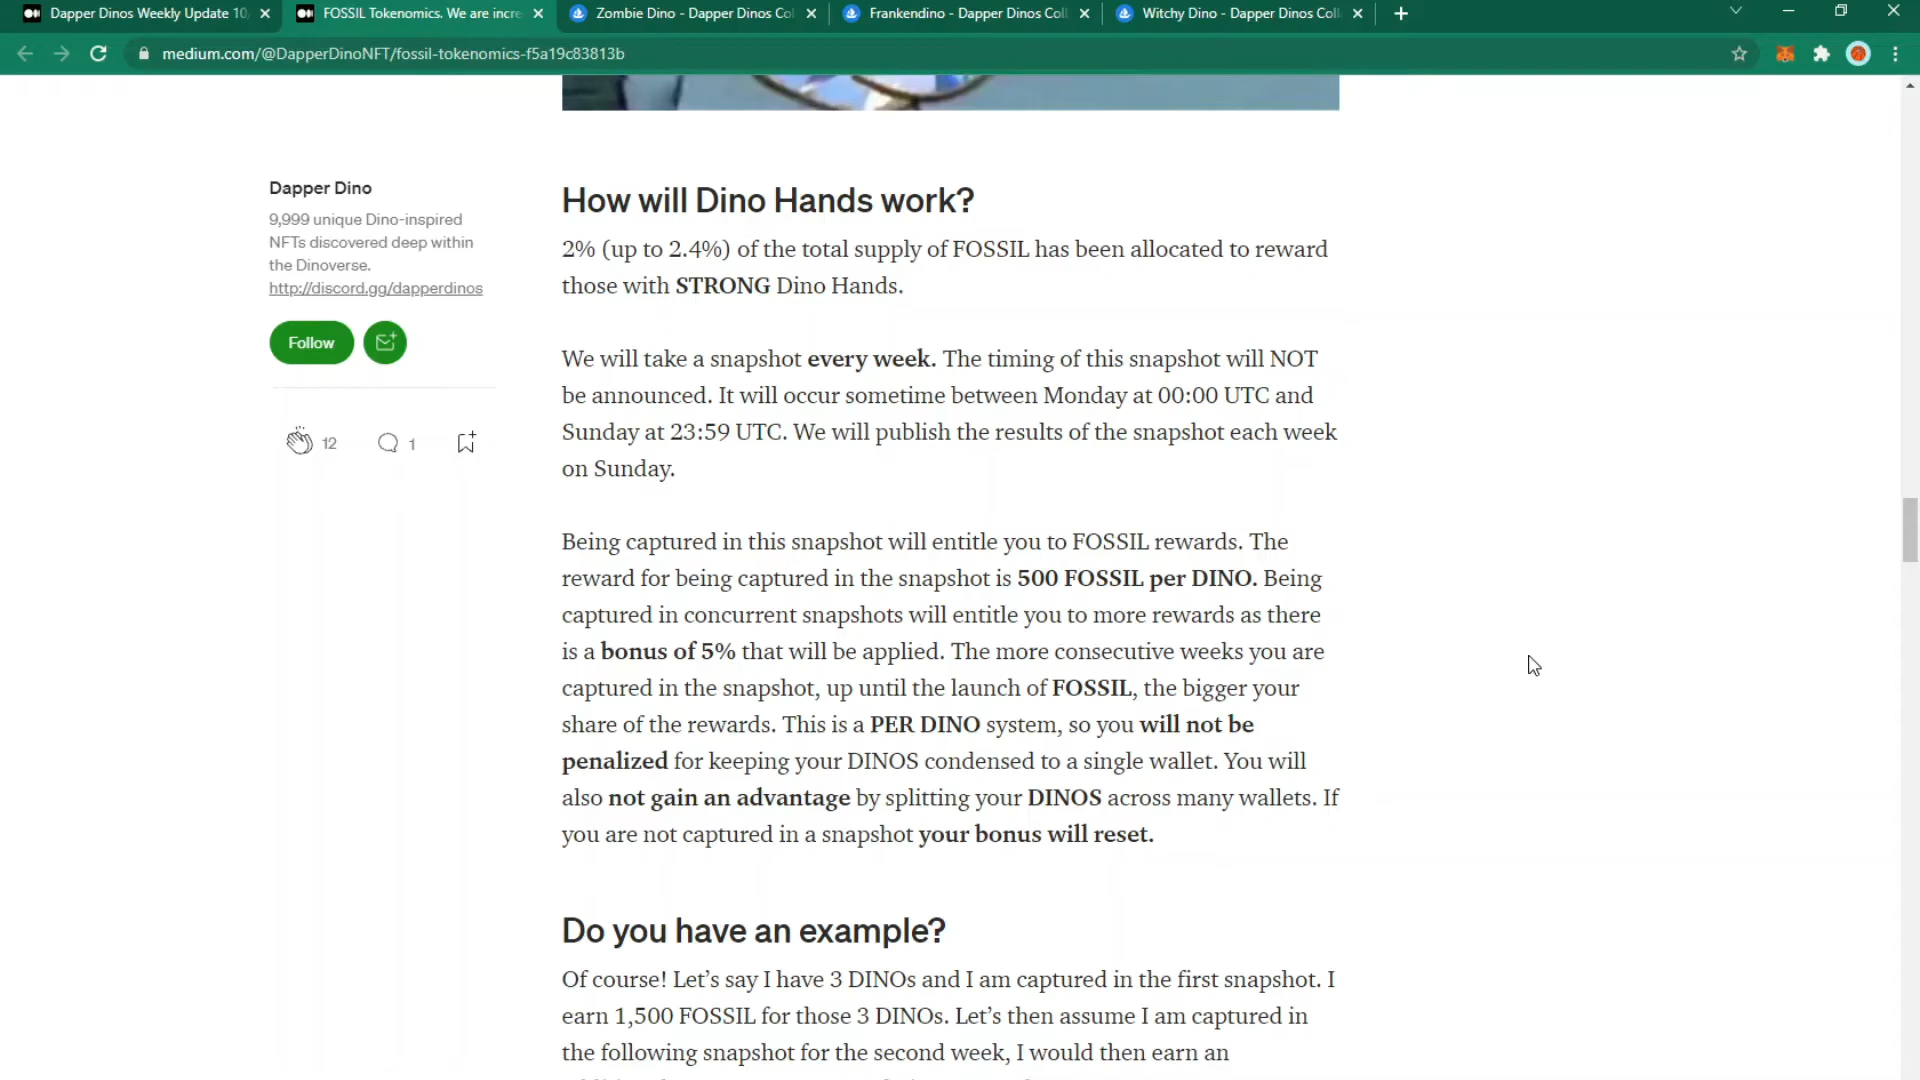 Dapper Dinos Weekly Update 10
FOSSIL Tokenomics. We are incre
Zombie Dino - Dapper Dinos Col
Frankendino - Dapper Dinos Coll
Witchy Dino - Dapper Dinos Coll
medium.com/@DapperDinoNFT/fossil-tokenomics-f5a19c83813b
Dapper Dino
9,999 unique Dino-inspired
NFTs discovered deep within
the Dinoverse.
http://discord.gg/dapperdinos
Follow
12
1
How will Dino Hands work?
2% (up to 2.4%) of the total supply of FOSSIL has been allocated to reward
those with STRONG Dino Hands.
We will take a snapshot every week. The timing of this snapshot will NOT
be announced. It will occur sometime between Monday at 00:00 UTC and
Sunday at 23:59 UTC. We will publish the results of the snapshot each week
on Sunday.
Being captured in this snapshot will entitle you to FOSSIL rewards. The
reward for being captured in the snapshot is 500 FOSSIL per DINO. Being
captured in concurrent snapshots will entitle you to more rewards as there
is a bonus of 5% that will be applied. The more consecutive weeks you are
captured in the snapshot, up until the launch of FOSSIL, the bigger your
share of the rewards. This is a PER DINO system, so you will not be
penalized for keeping your DINOS condensed to a single wallet. You will
also not gain an advantage by splitting your DINOS across many wallets. If
you are not captured in a snapshot your bonus will reset.
Do you have an example?
Of course! Let’s say I have 3 DINOs and I am captured in the first snapshot. I
earn 1,500 FOSSIL for those 3 DINOs. Let’s then assume I am captured in
the following snapshot for the second week, I would then earn an